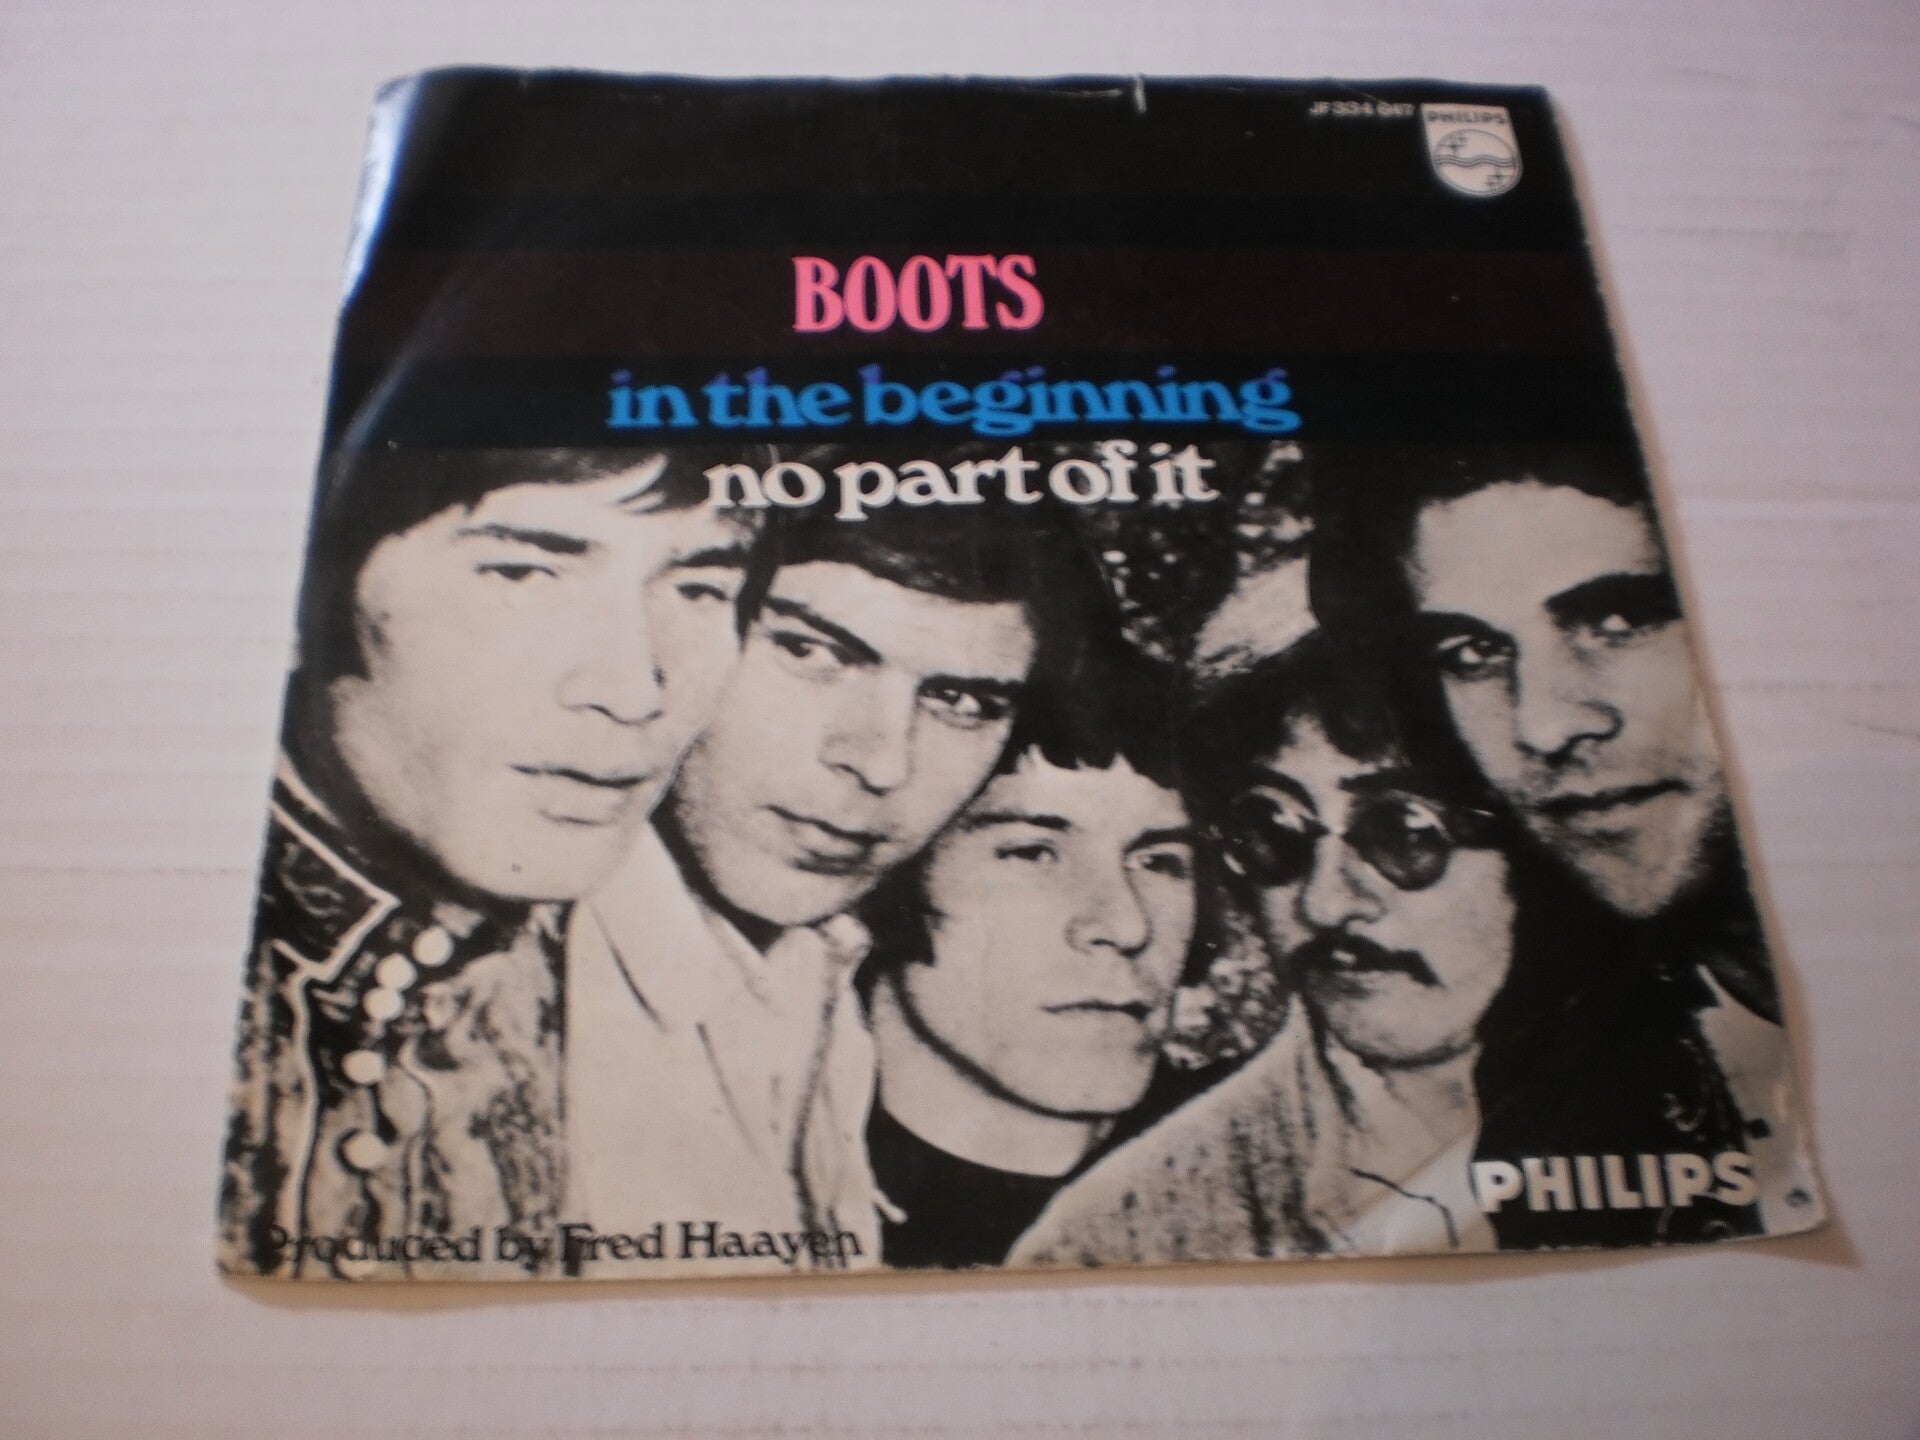 JF 334 647
PHILIPS
BOOTS
in the beginning
no part of it
PHILIPS
Produced by Fred Haayen